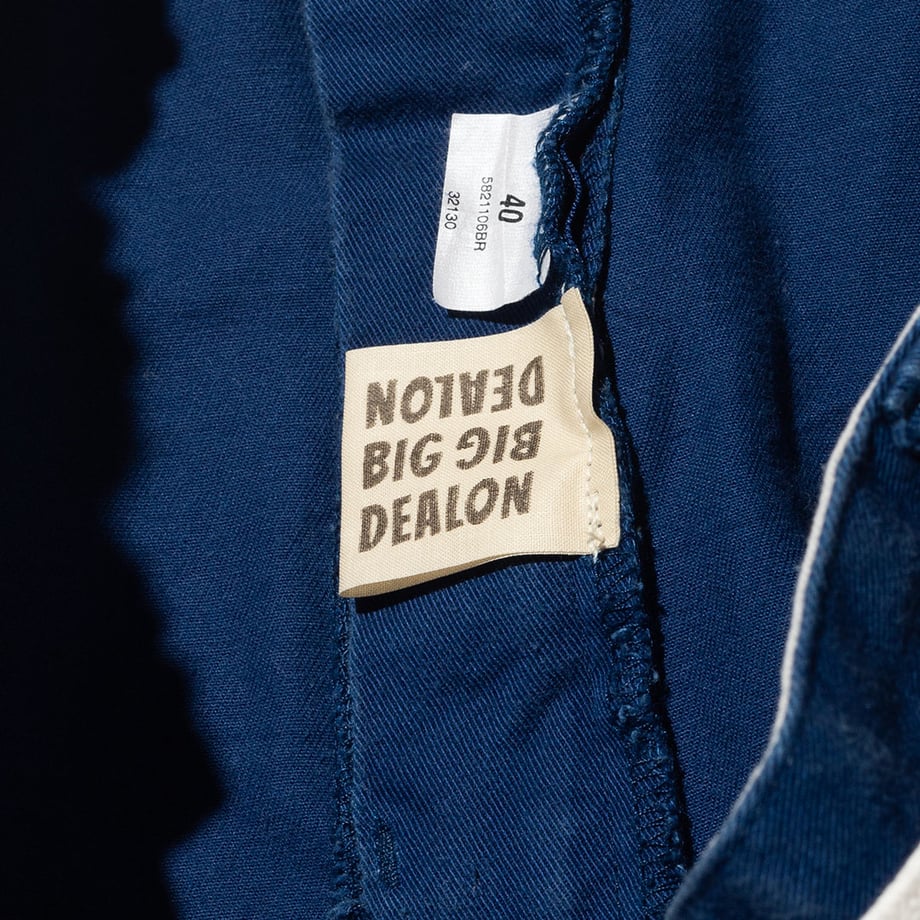 40
5821106BR
32130
DEALON
BIG BIG
DEALON